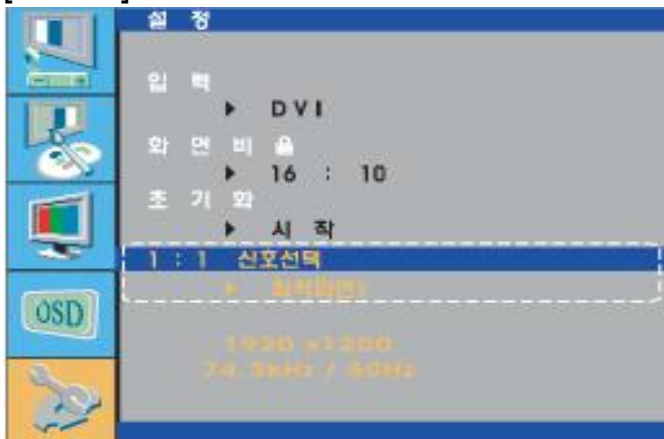 설 정
입 력
▶ DVI
화 면 비
▶ 16 : 10
초 기 화
▶ 시 작
1 : 1 신호선택
▶
OSD
1920 x1200
74.5kHz / 60Hz